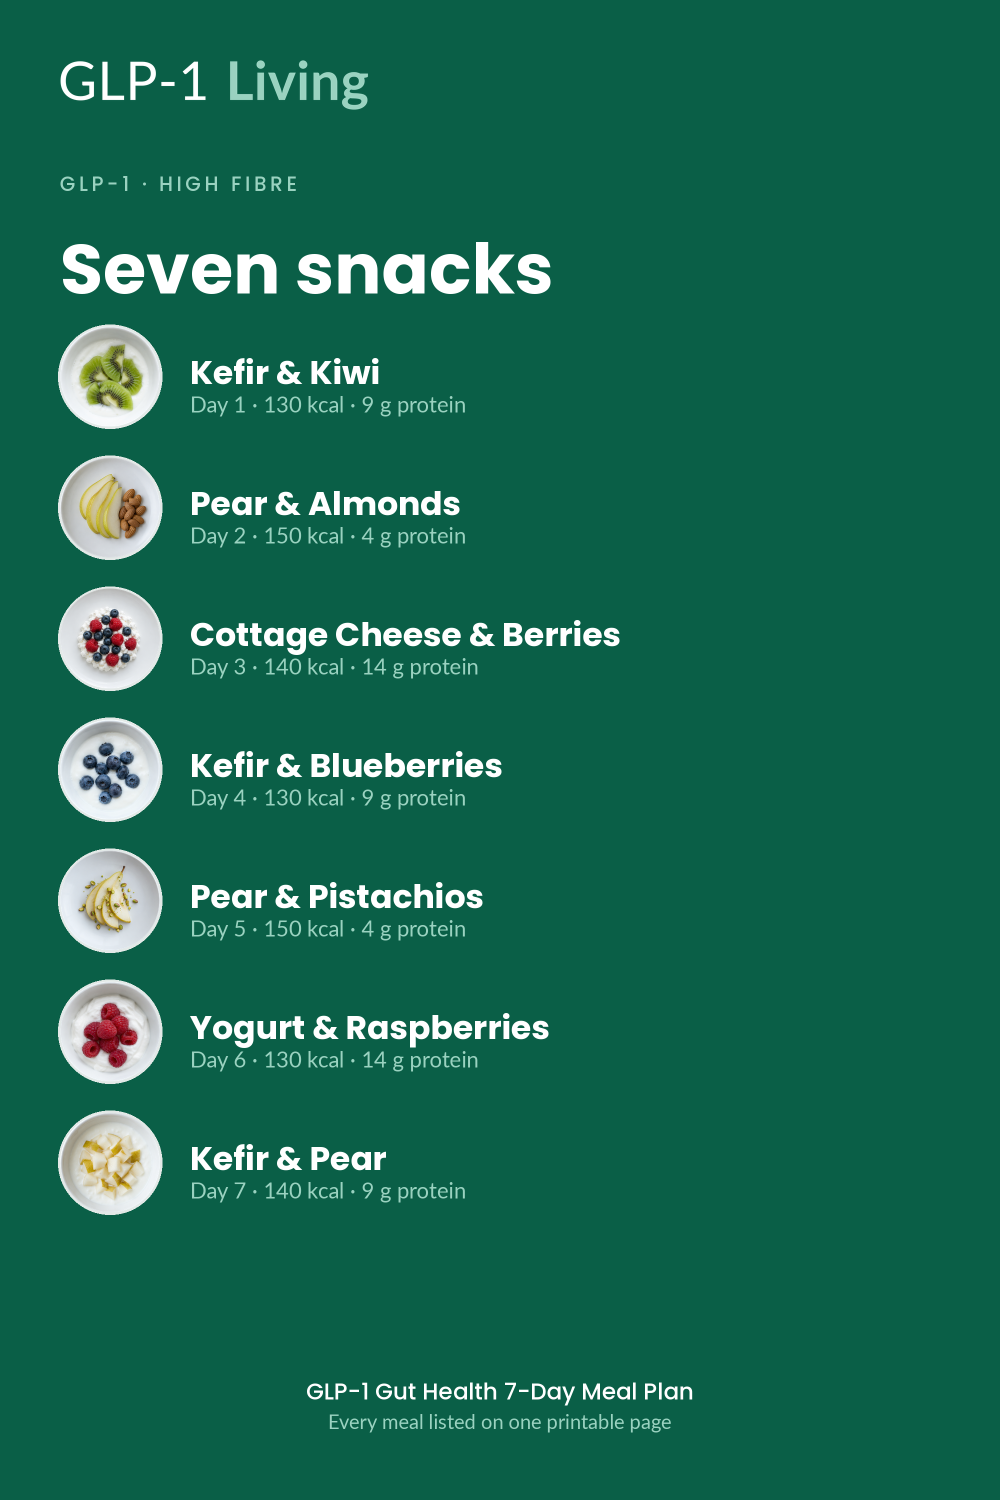 GLP-1 Living
GLP-1 · HIGH FIBRE
Seven snacks
Kefir & Kiwi
Day 1 · 130 kcal · 9 g protein
Pear & Almonds
Day 2 · 150 kcal · 4 g protein
Cottage Cheese & Berries
Day 3 · 140 kcal · 14 g protein
Kefir & Blueberries
Day 4 · 130 kcal · 9 g protein
Pear & Pistachios
Day 5 · 150 kcal · 4 g protein
Yogurt & Raspberries
Day 6 · 130 kcal · 14 g protein
Kefir & Pear
Day 7 · 140 kcal · 9 g protein
GLP-1 Gut Health 7-Day Meal Plan
Every meal listed on one printable page